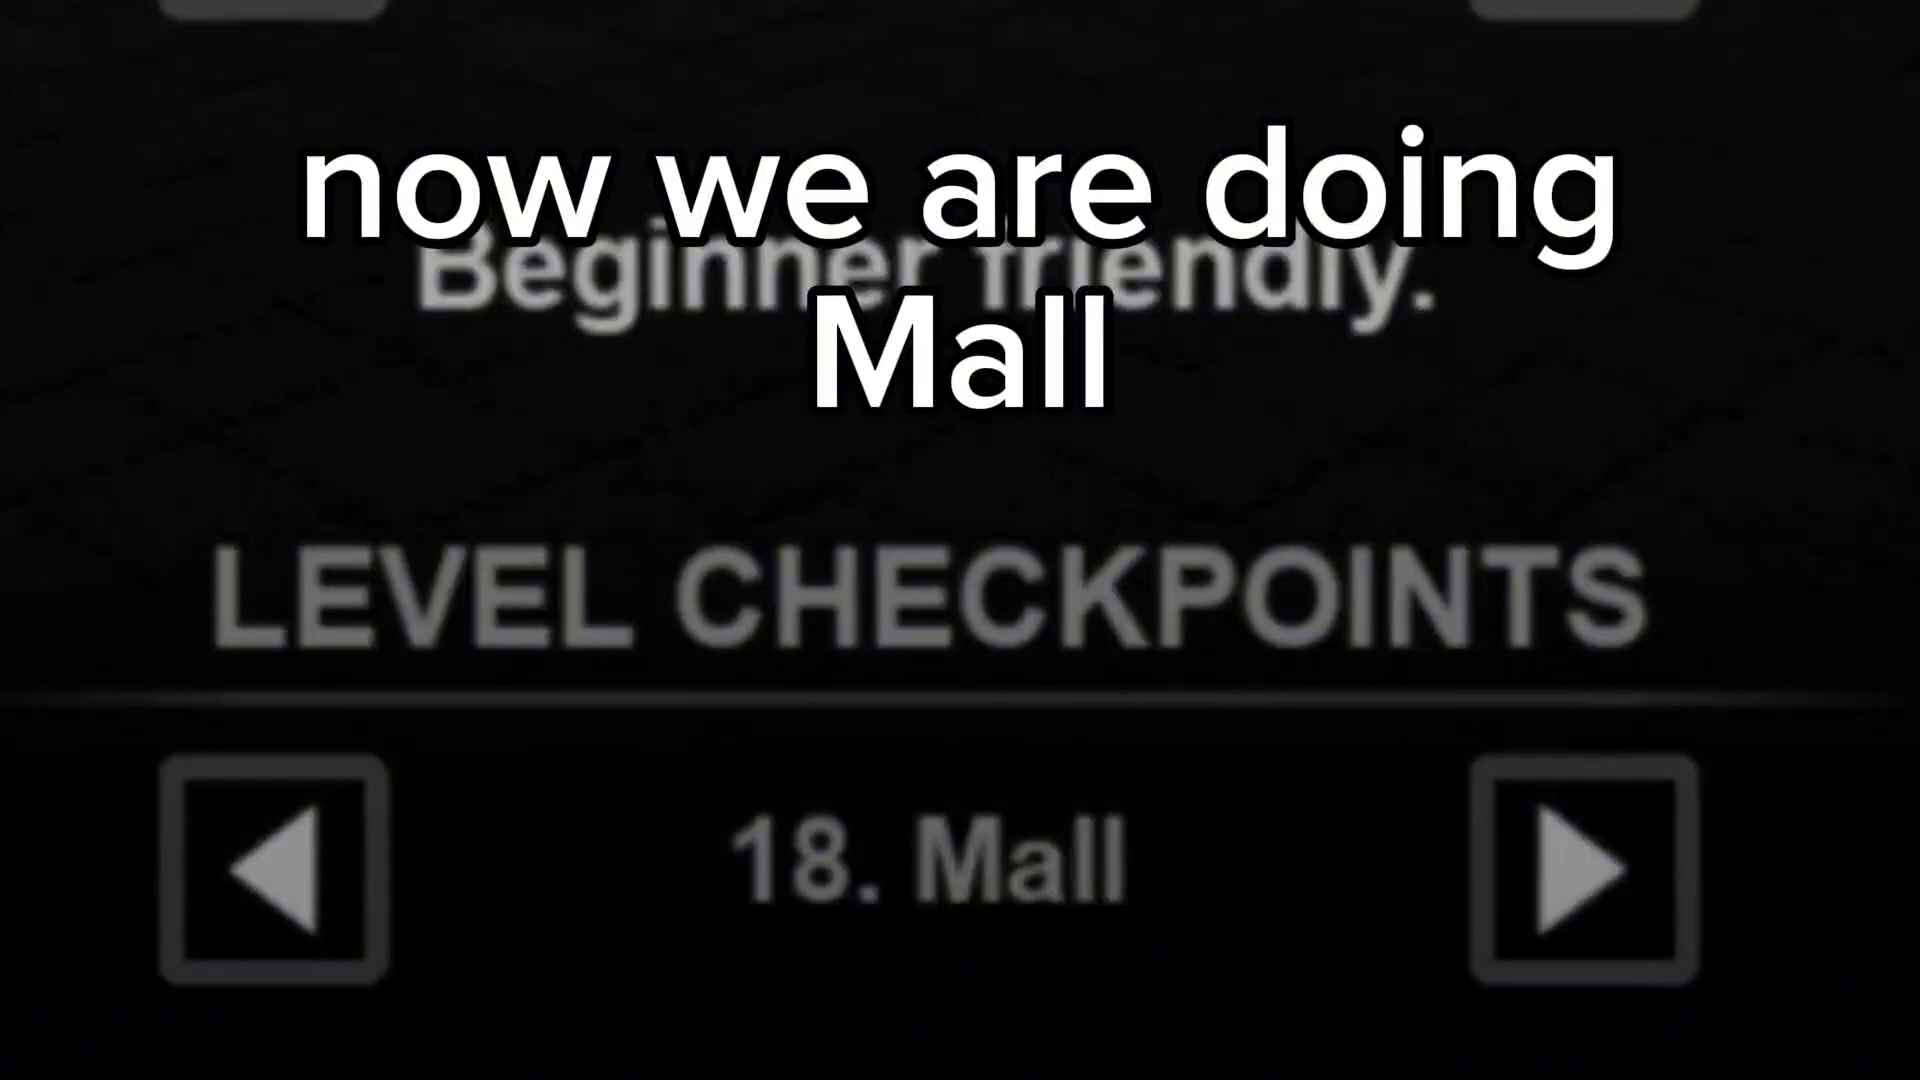 now we are doing
Beginner friendly.
Mall
LEVEL CHECKPOINTS
18. Mall